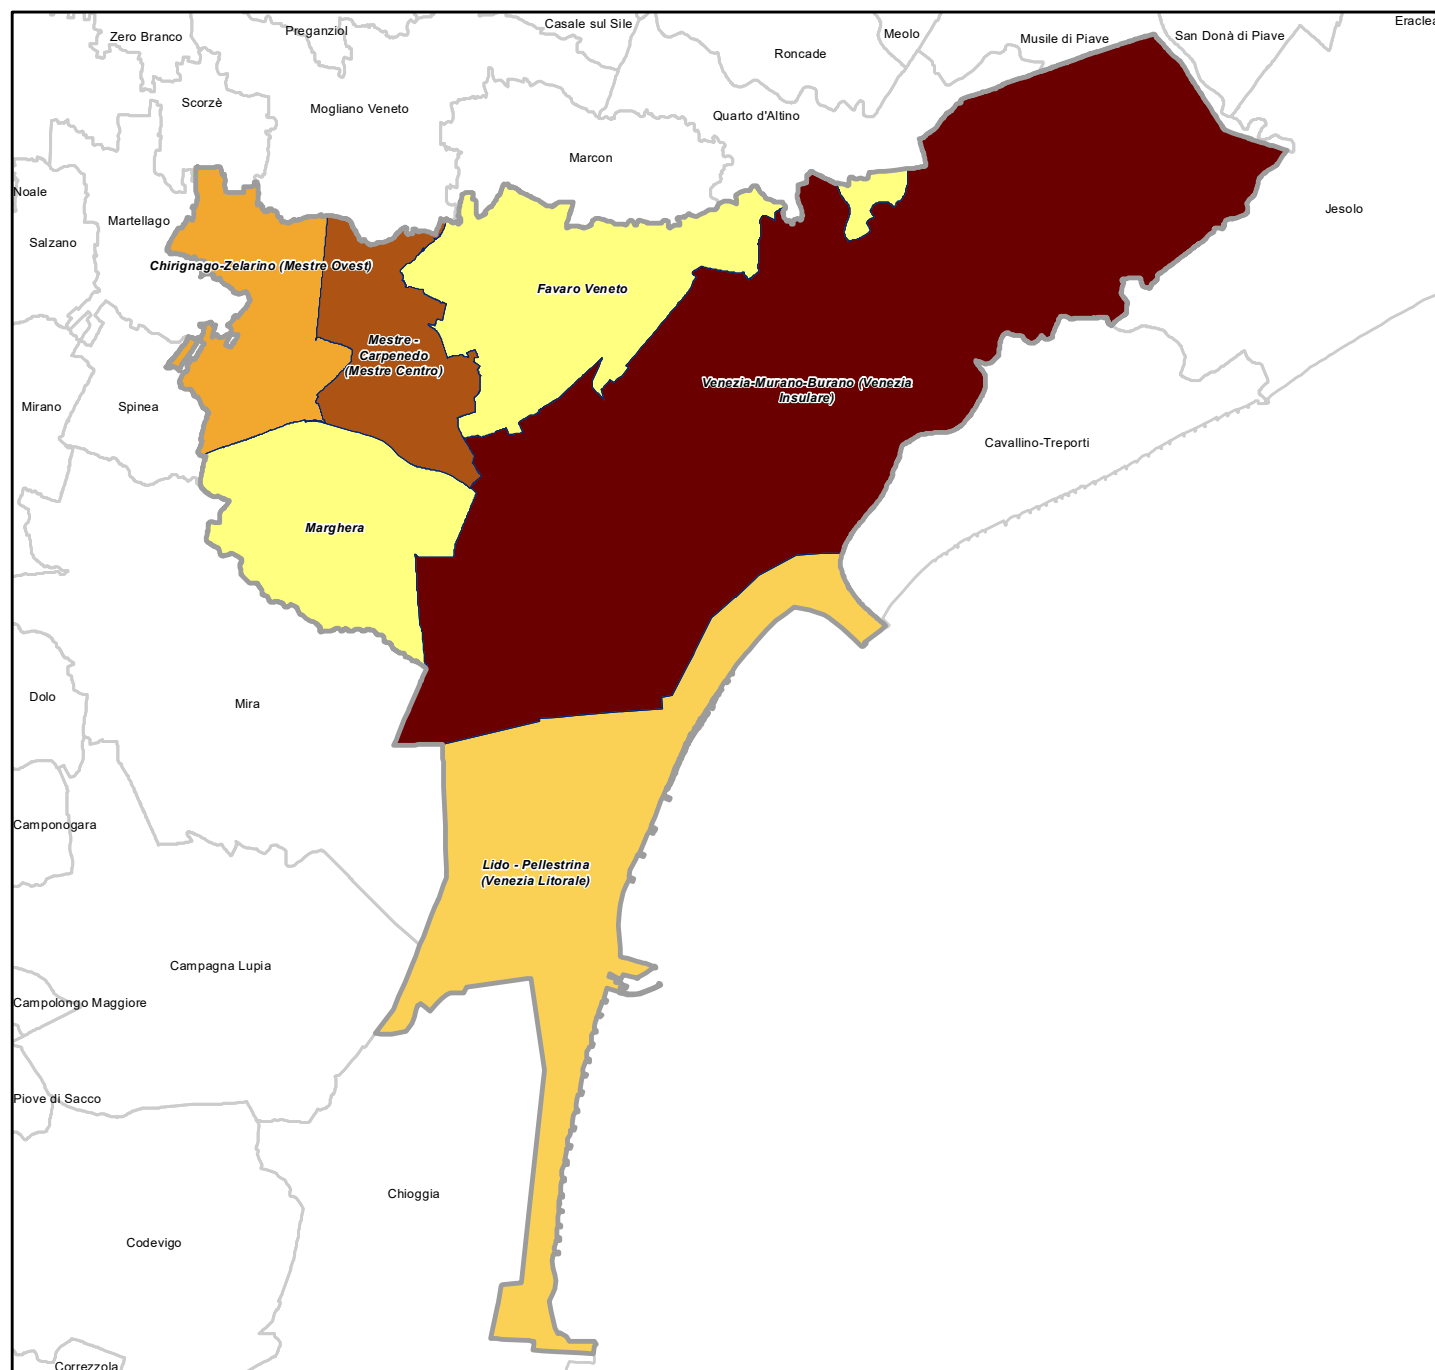 Zero Branco
Preganziol
Casale sul Sile
Meolo
Eraclea
Roncade
Musile di Piave
San Donà di Piave
Scorzè
Mogliano Veneto
Quarto d'Altino
Marcon
Noale
Martellago
Jesolo
Salzano
Chirignago-Zelarino (Mestre Ovest)
Favaro Veneto
Mestre -
Carpenedo
(Mestre Centro)
Venezia-Murano-Burano (Venezia
Insulare)
Mirano
Spinea
Cavallino-Treporti
Marghera
Dolo
Mira
Camponogara
Lido - Pellestrina
(Venezia Litorale)
Campagna Lupia
Campolongo Maggiore
Piove di Sacco
Chioggia
Codevigo
Correzzola